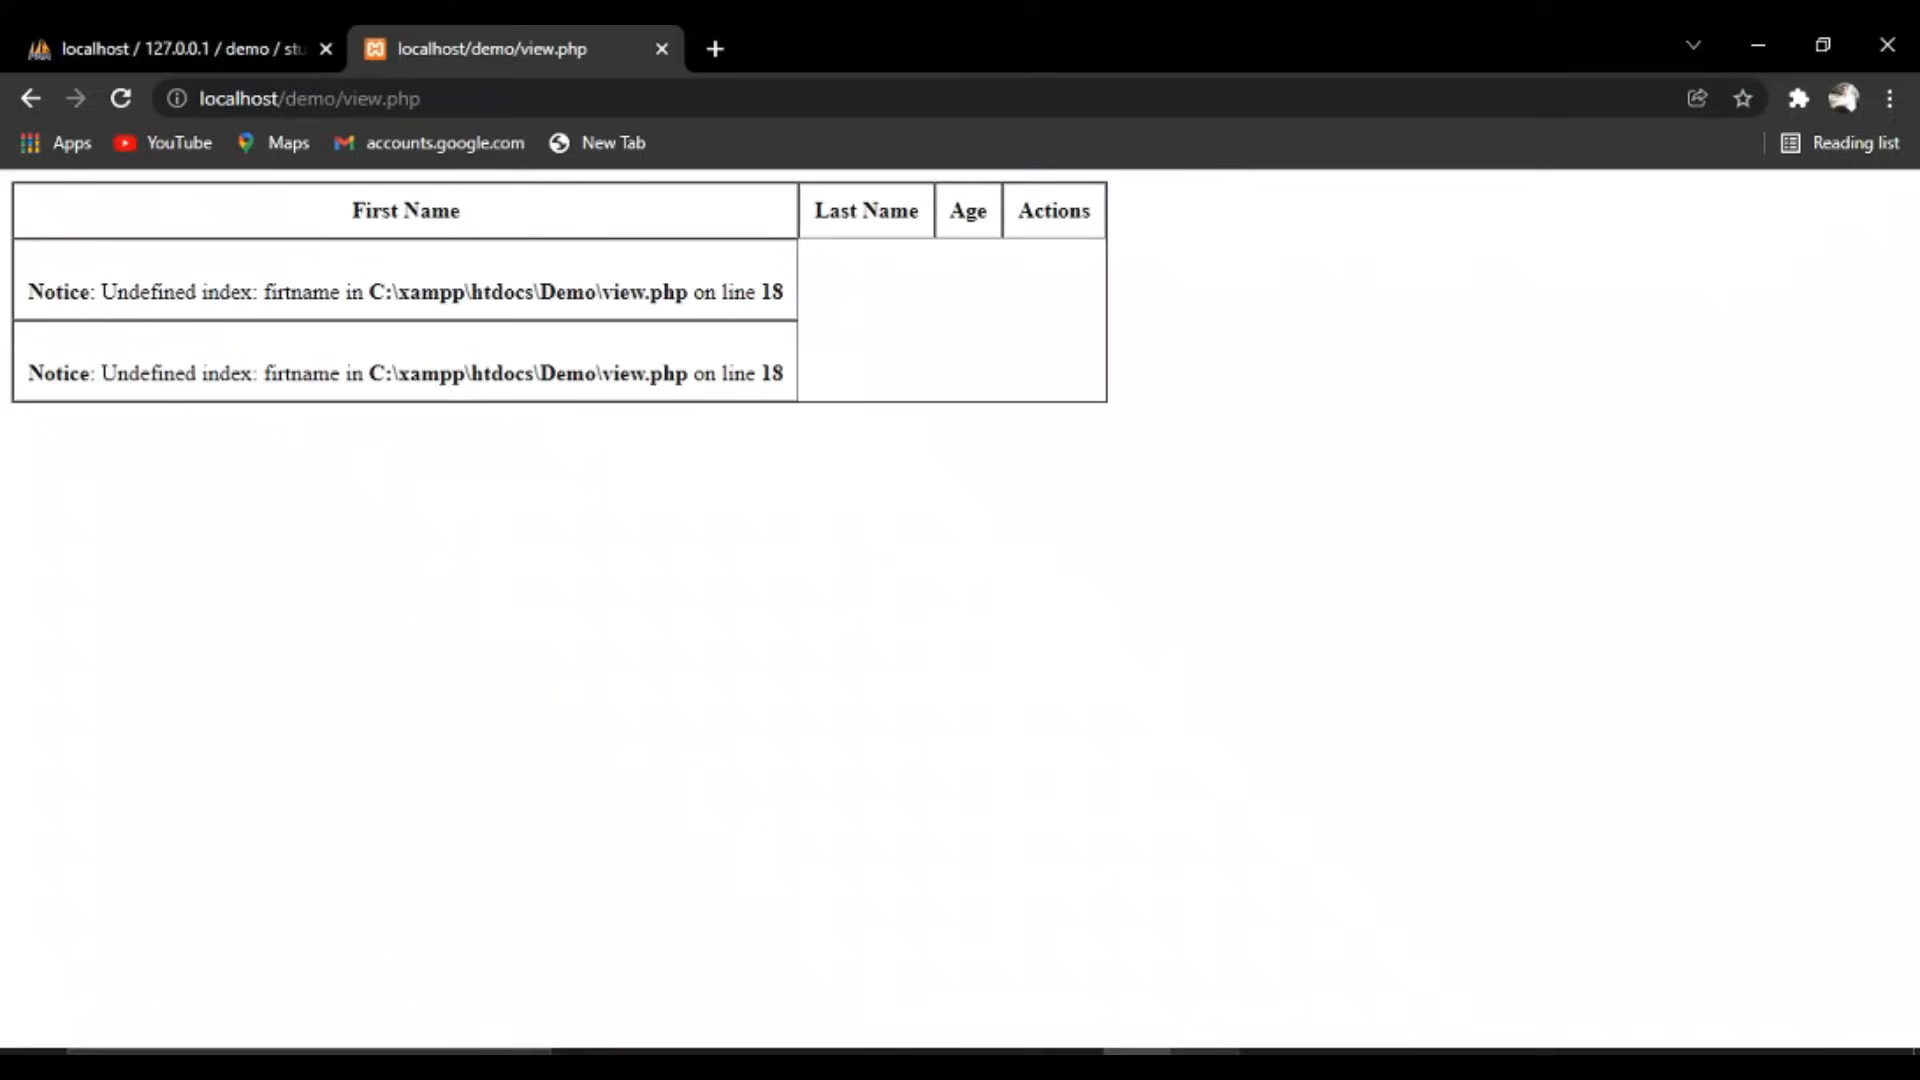 localhost / 127.0.0.1 / demo / stu
localhost/demo/view.php
localhost/demo/view.php
Apps YouTube Maps accounts.google.com New Tab Reading list
First Name Last Name Age Actions
Notice: Undefined index: firtname in C:\xampp\htdocs\Demo\view.php on line 18
Notice: Undefined index: firtname in C:\xampp\htdocs\Demo\view.php on line 18